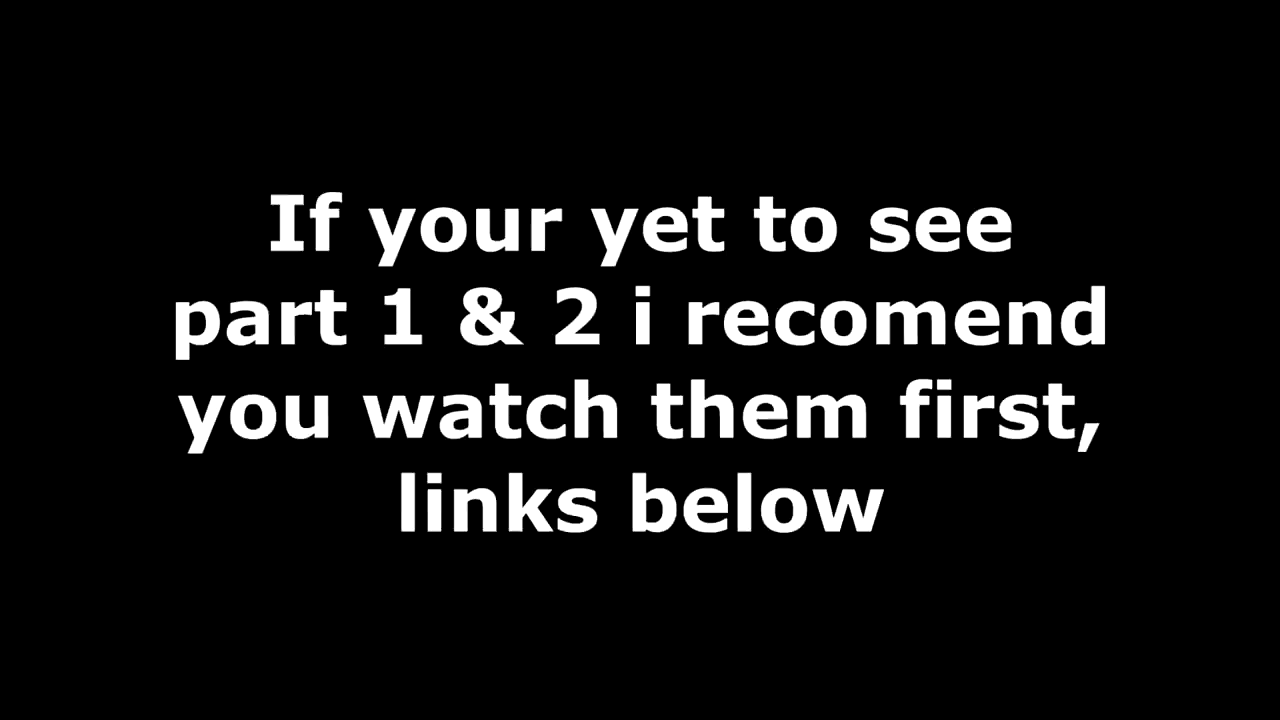 If your yet to see
part 1 & 2 i recomend
you watch them first,
links below